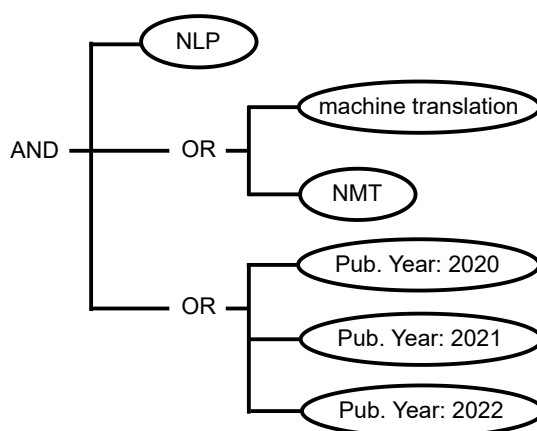 NLP
machine translation
AND
OR
NMT
Pub. Year: 2020
OR
Pub. Year: 2021
Pub. Year: 2022